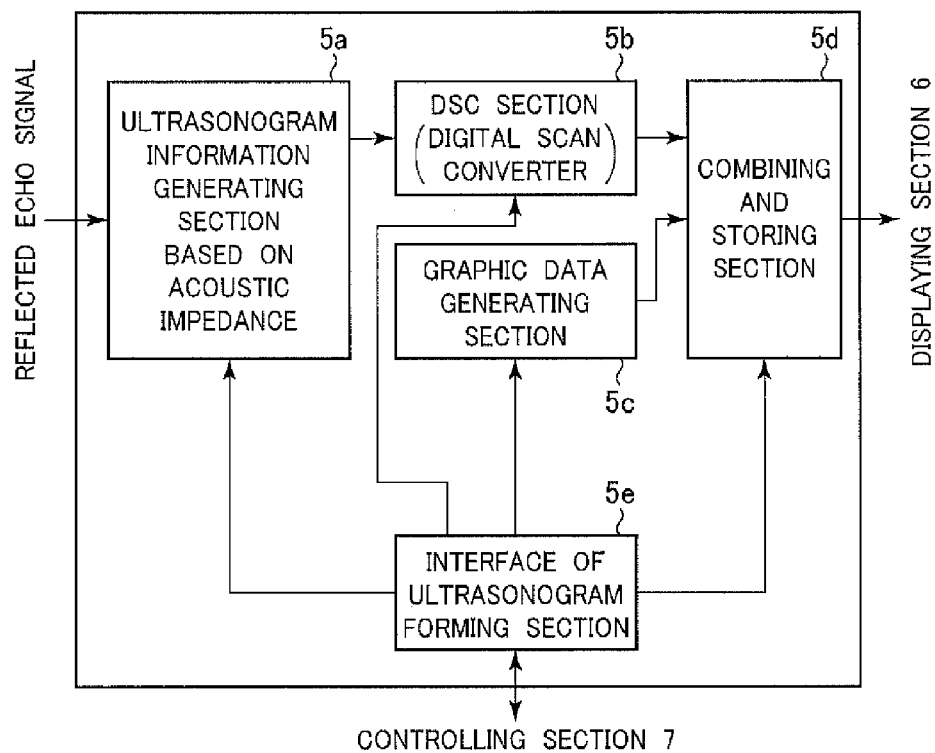 REFLECTED ECHO SIGNAL
5a
ULTRASONOGRAM
INFORMATION
GENERATING
SECTION
BASED ON
ACOUSTIC
IMPEDANCE
5b
DSC SECTION
(DIGITAL SCAN
CONVERTER)
GRAPHIC DATA
GENERATING
SECTION
5c
5d
COMBINING
AND
STORING
SECTION
DISPLAYING SECTION 6
5e
INTERFACE OF
ULTRASONOGRAM
FORMING SECTION
CONTROLLING SECTION 7